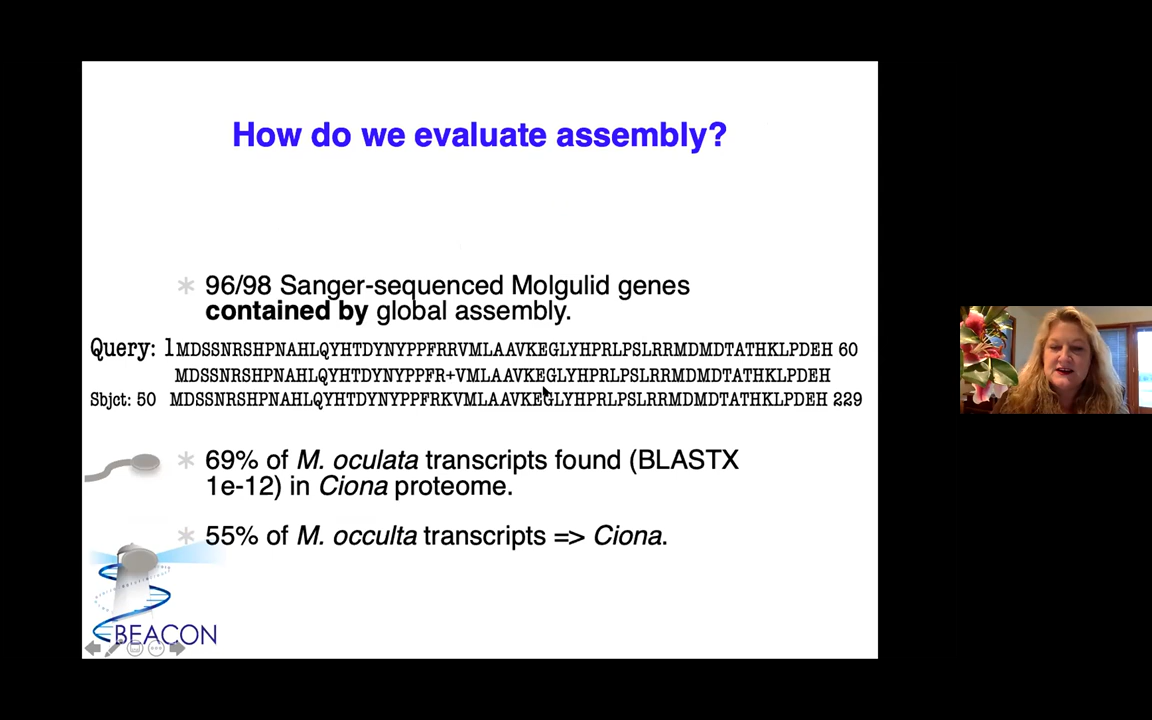 How do we evaluate assembly?
96/98 Sanger-sequenced Molgulid genes
contained by global assembly.
Query: 1 MDSSNRSHPNAHLQYHTDYNYPPFRRVMLAAVKEGLYHPRLPSLRRMDMDTATHKLPDEH 60
MDSSNRSHPNAHLQYHTDYNYPPFR+VMLAAVKEGLYHPRLPSLRRMDMDTATHKLPDEH
Sbjct: 50 MDSSNRSHPNAHLQYHTDYNYPPFRKVMLAAVKEGLYHPRLPSLRRMDMDTATHKLPDEH 229
69% of M. oculata transcripts found (BLASTX
1e-12) in Ciona proteome.
55% of M. occulta transcripts => Ciona.
BEACON